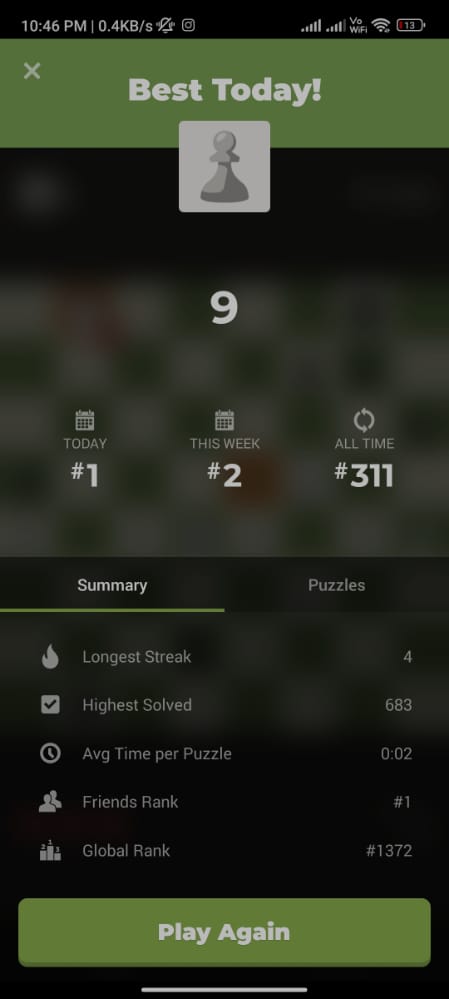 10:46 PM | 0.4KB/s
Vo
WiFi
13
Best Today!
9
TODAY
#1
THIS WEEK
#2
ALL TIME
#311
Summary
Puzzles
Longest Streak 4
Highest Solved 683
Avg Time per Puzzle 0:02
Friends Rank #1
Global Rank #1372
Play Again